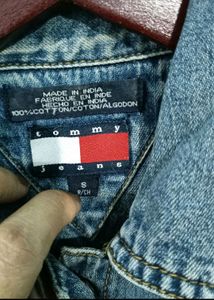 MADE IN INDIA
FABRIQUE EN INDE
HECHO EN INDIA
100% COTTON/COTON/ALGODON
tommy
jeans
S
P/CH